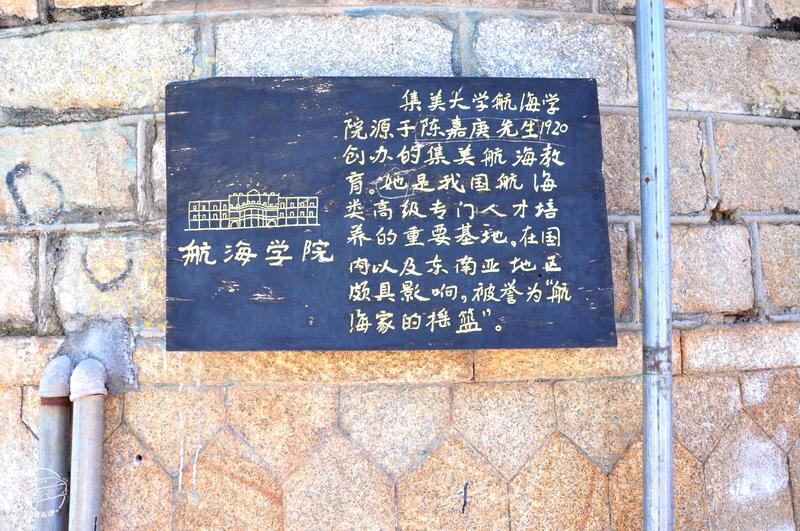 航海学院
集美大学航海学
院源于陈嘉庚先生1920
创办的集美航海教
育。她是我国航海
类高级专门人才培
养的重要基地。在国
内以及东南亚地区
颇具影响，被誉为“航
海家的摇篮”。